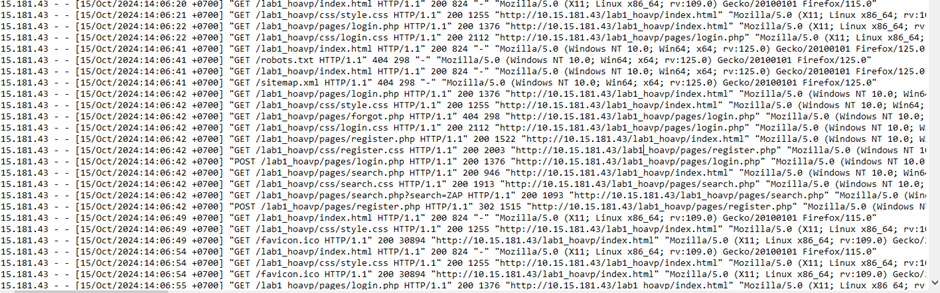 15.181.43 - - [15/Oct/2024:14:06:20 +0700] "GET /lab1_hoavp/index.html HTTP/1.1" 200 824 "-" "Mozilla/5.0 (X11; Linux x86_64; rv:109.0) Gecko/20100101 Firefox/115.0"
15.181.43 - - [15/Oct/2024:14:06:21 +0700] "GET /lab1_hoavp/css/style.css HTTP/1.1" 200 1255 "http://10.15.181.43/lab1_hoavp/index.html" "Mozilla/5.0 (X11; Linux x86_64; rv:1
15.181.43 - - [15/Oct/2024:14:06:22 +0700] "GET /lab1_hoavp/pages/login.php HTTP/1.1" 200 1376 "http://10.15.181.43/lab1_hoavp/index.html" "Mozilla/5.0 (X11; Linux x86_64; rv
15.181.43 - - [15/Oct/2024:14:06:22 +0700] "GET /lab1_hoavp/css/login.css HTTP/1.1" 200 2112 "http://10.15.181.43/lab1_hoavp/pages/login.php" "Mozilla/5.0 (X11; Linux x86_64;
15.181.43 - - [15/Oct/2024:14:06:41 +0700] "GET /lab1_hoavp/index.html HTTP/1.1" 200 824 "-" "Mozilla/5.0 (Windows NT 10.0; Win64; x64; rv:125.0) Gecko/20100101 Firefox/125.0
15.181.43 - - [15/Oct/2024:14:06:41 +0700] "GET /robots.txt HTTP/1.1" 404 298 "-" "Mozilla/5.0 (Windows NT 10.0; Win64; x64; rv:125.0) Gecko/20100101 Firefox/125.0"
15.181.43 - - [15/Oct/2024:14:06:41 +0700] "GET /lab1_hoavp/index.html HTTP/1.1" 200 824 "-" "Mozilla/5.0 (Windows NT 10.0; Win64; x64; rv:125.0) Gecko/20100101 Firefox/125.0
15.181.43 - - [15/Oct/2024:14:06:41 +0700] "GET /sitemap.xml HTTP/1.1" 404 298 "-" "Mozilla/5.0 (Windows NT 10.0; Win64; x64; rv:125.0) Gecko/20100101 Firefox/125.0"
15.181.43 - - [15/Oct/2024:14:06:42 +0700] "GET /lab1_hoavp/pages/login.php HTTP/1.1" 200 1376 "http://10.15.181.43/lab1_hoavp/index.html" "Mozilla/5.0 (Windows NT 10.0; Win64;
15.181.43 - - [15/Oct/2024:14:06:42 +0700] "GET /lab1_hoavp/css/style.css HTTP/1.1" 200 1255 "http://10.15.181.43/lab1_hoavp/index.html" "Mozilla/5.0 (Windows NT 10.0; Win64;
15.181.43 - - [15/Oct/2024:14:06:42 +0700] "GET /lab1_hoavp/pages/forgot.php HTTP/1.1" 404 298 "http://10.15.181.43/lab1_hoavp/pages/login.php" "Mozilla/5.0 (Windows NT 10.0;
15.181.43 - - [15/Oct/2024:14:06:42 +0700] "GET /lab1_hoavp/css/login.css HTTP/1.1" 200 2112 "http://10.15.181.43/lab1_hoavp/pages/login.php" "Mozilla/5.0 (Windows NT 10.0;
15.181.43 - - [15/Oct/2024:14:06:42 +0700] "GET /lab1_hoavp/pages/register.php HTTP/1.1" 200 1522 "http://10.15.181.43/lab1_hoavp/index.html" "Mozilla/5.0 (Windows NT 10.0; W
15.181.43 - - [15/Oct/2024:14:06:42 +0700] "GET /lab1_hoavp/css/register.css HTTP/1.1" 200 2003 "http://10.15.181.43/lab1_hoavp/pages/register.php" "Mozilla/5.0 (Windows NT 1
15.181.43 - - [15/Oct/2024:14:06:42 +0700] "POST /lab1_hoavp/pages/login.php HTTP/1.1" 200 1376 "http://10.15.181.43/lab1_hoavp/pages/login.php" "Mozilla/5.0 (Windows NT 10.0
15.181.43 - - [15/Oct/2024:14:06:42 +0700] "GET /lab1_hoavp/pages/search.php HTTP/1.1" 200 946 "http://10.15.181.43/lab1_hoavp/index.html" "Mozilla/5.0 (Windows NT 10.0; Win6
15.181.43 - - [15/Oct/2024:14:06:42 +0700] "GET /lab1_hoavp/css/search.css HTTP/1.1" 200 1913 "http://10.15.181.43/lab1_hoavp/pages/search.php" "Mozilla/5.0 (Windows NT 10.0;
15.181.43 - - [15/Oct/2024:14:06:42 +0700] "GET /lab1_hoavp/pages/search.php?search=ZAP HTTP/1.1" 200 1093 "http://10.15.181.43/lab1_hoavp/pages/search.php" "Mozilla/5.0 (Win
15.181.43 - - [15/Oct/2024:14:06:42 +0700] "POST /lab1_hoavp/pages/register.php HTTP/1.1" 302 1515 "http://10.15.181.43/lab1_hoavp/pages/register.php" "Mozilla/5.0 (Windows N
15.181.43 - - [15/Oct/2024:14:06:49 +0700] "GET /lab1_hoavp/index.html HTTP/1.1" 200 824 "-" "Mozilla/5.0 (X11; Linux x86_64; rv:109.0) Gecko/20100101 Firefox/115.0"
15.181.43 - - [15/Oct/2024:14:06:49 +0700] "GET /lab1_hoavp/css/style.css HTTP/1.1" 200 1255 "http://10.15.181.43/lab1_hoavp/index.html" "Mozilla/5.0 (X11; Linux x86_64; rv:1
15.181.43 - - [15/Oct/2024:14:06:49 +0700] "GET /favicon.ico HTTP/1.1" 200 30894 "http://10.15.181.43/lab1_hoavp/index.html" "Mozilla/5.0 (X11; Linux x86_64; rv:109.0) Gecko/
15.181.43 - - [15/Oct/2024:14:06:54 +0700] "GET /lab1_hoavp/index.html HTTP/1.1" 200 824 "-" "Mozilla/5.0 (X11; Linux x86_64; rv:109.0) Gecko/20100101 Firefox/115.0"
15.181.43 - - [15/Oct/2024:14:06:54 +0700] "GET /lab1_hoavp/css/style.css HTTP/1.1" 200 1255 "http://10.15.181.43/lab1_hoavp/index.html" "Mozilla/5.0 (X11; Linux x86_64; rv:1
15.181.43 - - [15/Oct/2024:14:06:54 +0700] "GET /favicon.ico HTTP/1.1" 200 30894 "http://10.15.181.43/lab1_hoavp/index.html" "Mozilla/5.0 (X11; Linux x86_64; rv:109.0) Gecko/
15.181.43 - - [15/Oct/2024:14:06:55 +0700] "GET /lab1_hoavp/pages/login.php HTTP/1.1" 200 1376 "http://10.15.181.43/lab1_hoavp/index.html" "Mozilla/5.0 (X11; Linux x86_64; rv